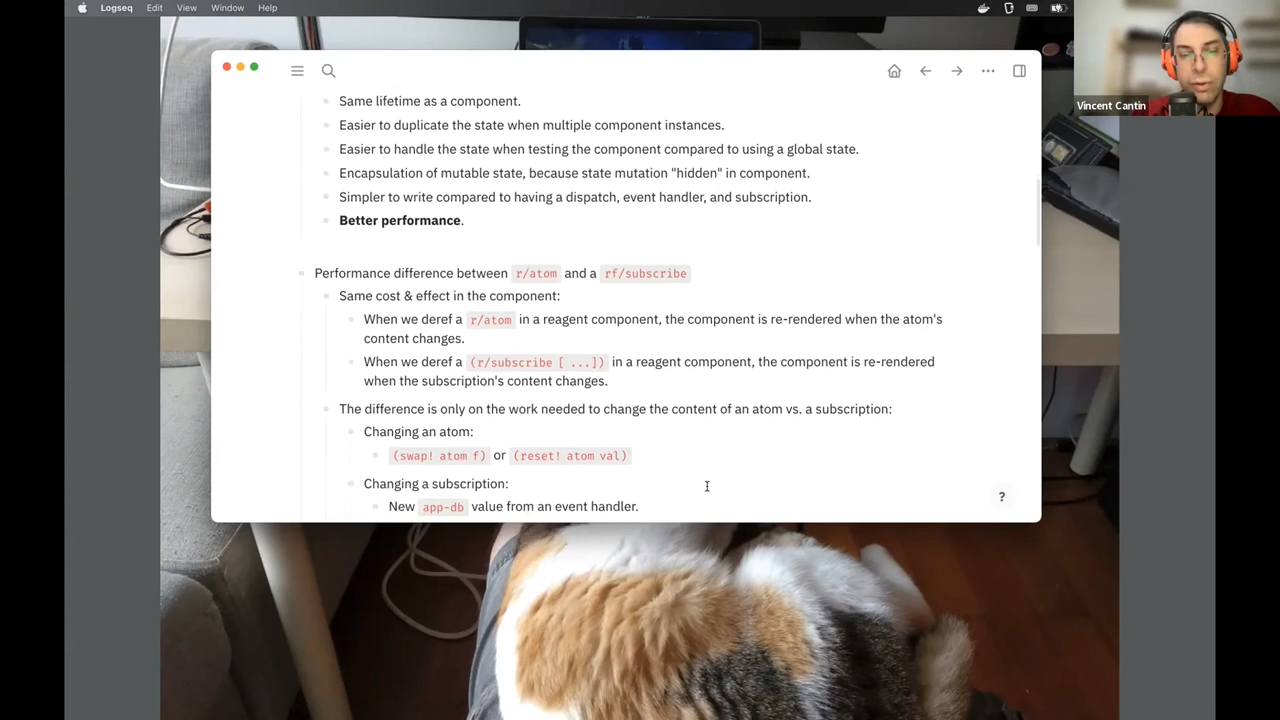 Logseq Edit View Window Help
Vincent Cantin
Same lifetime as a component.
Easier to duplicate the state when multiple component instances.
Easier to handle the state when testing the component compared to using a global state.
Encapsulation of mutable state, because state mutation "hidden" in component.
Simpler to write compared to having a dispatch, event handler, and subscription.
Better performance.
Performance difference between r/atom and a rf/subscribe
Same cost & effect in the component:
When we deref a r/atom in a reagent component, the component is re-rendered when the atom's
content changes.
When we deref a (r/subscribe [ ...]) in a reagent component, the component is re-rendered
when the subscription's content changes.
The difference is only on the work needed to change the content of an atom vs. a subscription:
Changing an atom:
(swap! atom f) or (reset! atom val)
Changing a subscription:
New app-db value from an event handler.
?